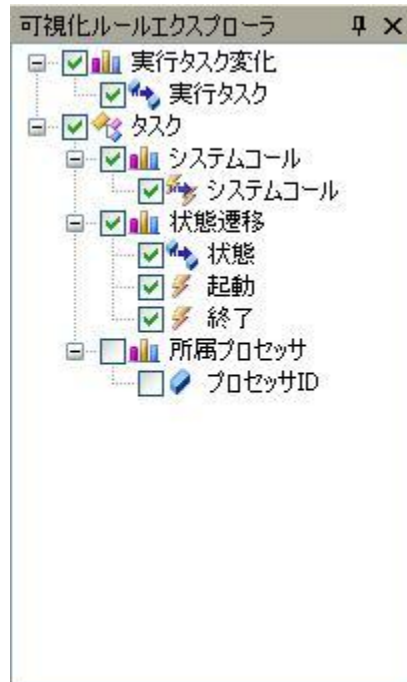 可視化ルールエクスプローラ
実行タスク変化
実行タスク
タスク
システムコール
システムコール
状態遷移
状態
起動
終了
所属プロセッサ
プロセッサID